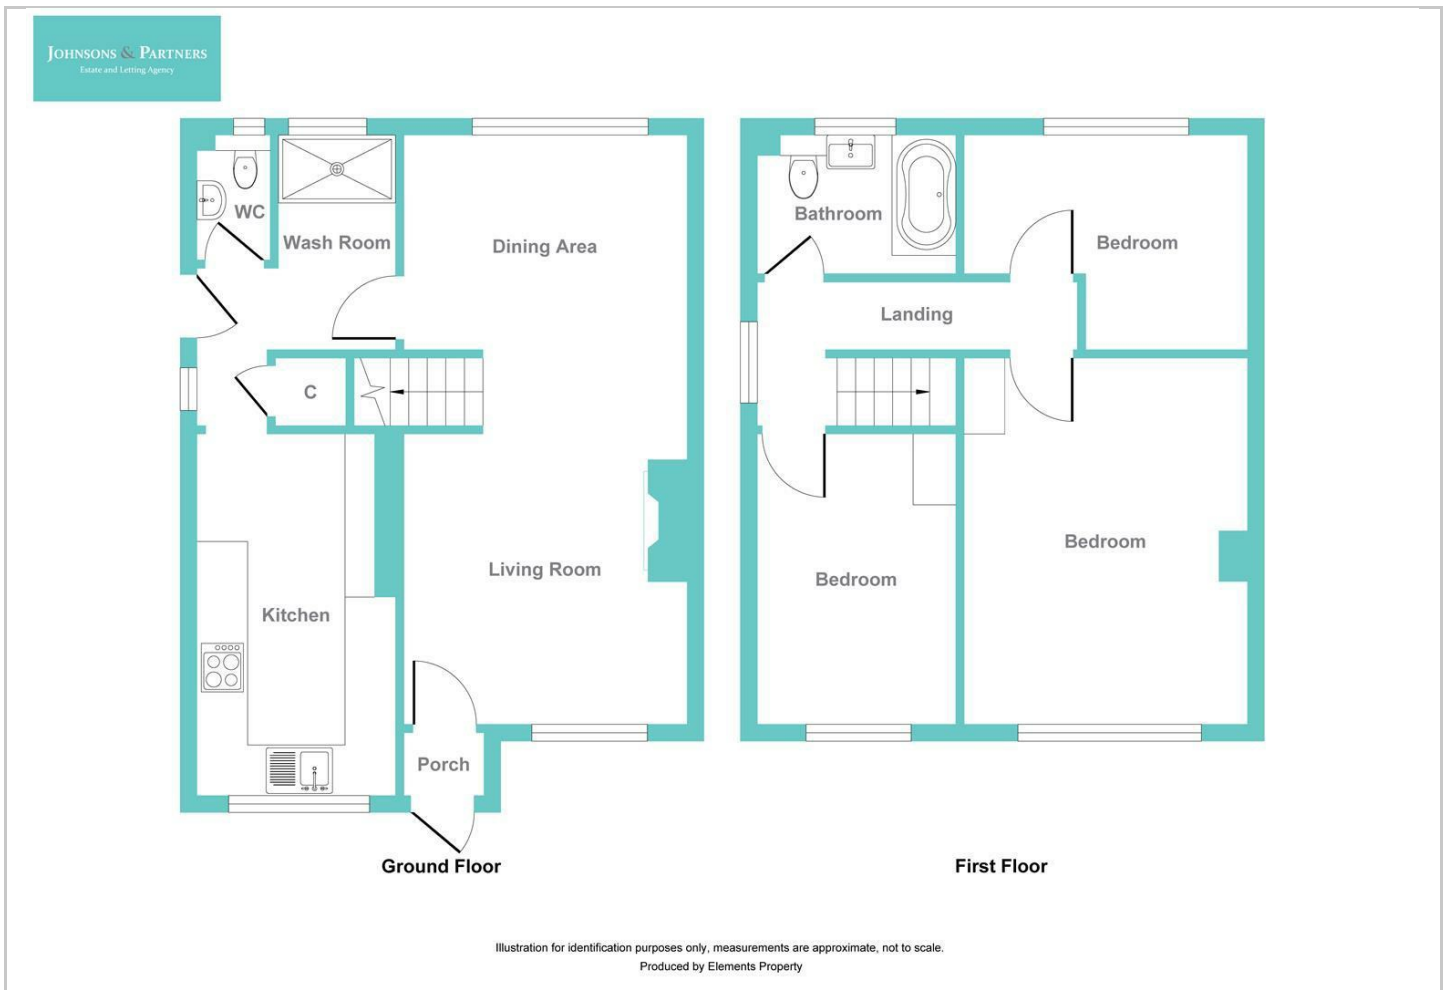 JOHNSONS & PARTNERS
Estate and Letting Agency
WC
Wash Room
Dining Area
C
Living Room
Kitchen
Porch
Ground Floor
Bathroom
Bedroom
Landing
Bedroom
Bedroom
First Floor
Illustration for identification purposes only, measurements are approximate, not to scale.
Produced by Elements Property